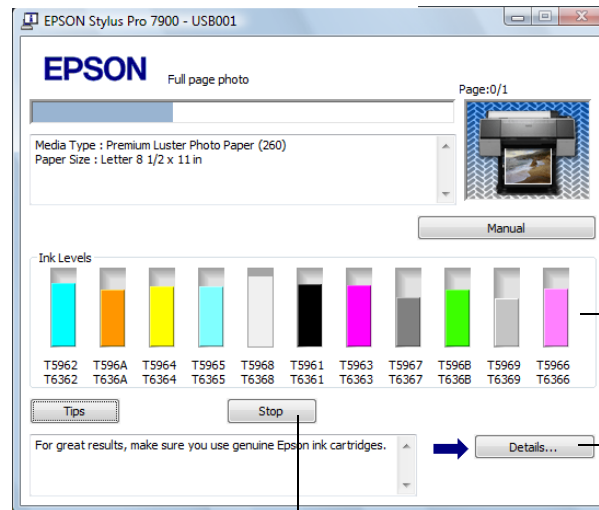 EPSON Stylus Pro 7900 - USB001
EPSON Full page photo
Page:0/1
Media Type : Premium Luster Photo Paper (260)
Paper Size : Letter 8 1/2 x 11 in
Manual
Ink Levels
T5962 T596A T5964 T5965 T5968 T5961 T5963 T5967 T596B T5969 T5966
T6362 T636A T6364 T6365 T6368 T6361 T6363 T6367 T636B T6369 T6366
Tips Stop
For great results, make sure you use genuine Epson ink cartridges.
Details...